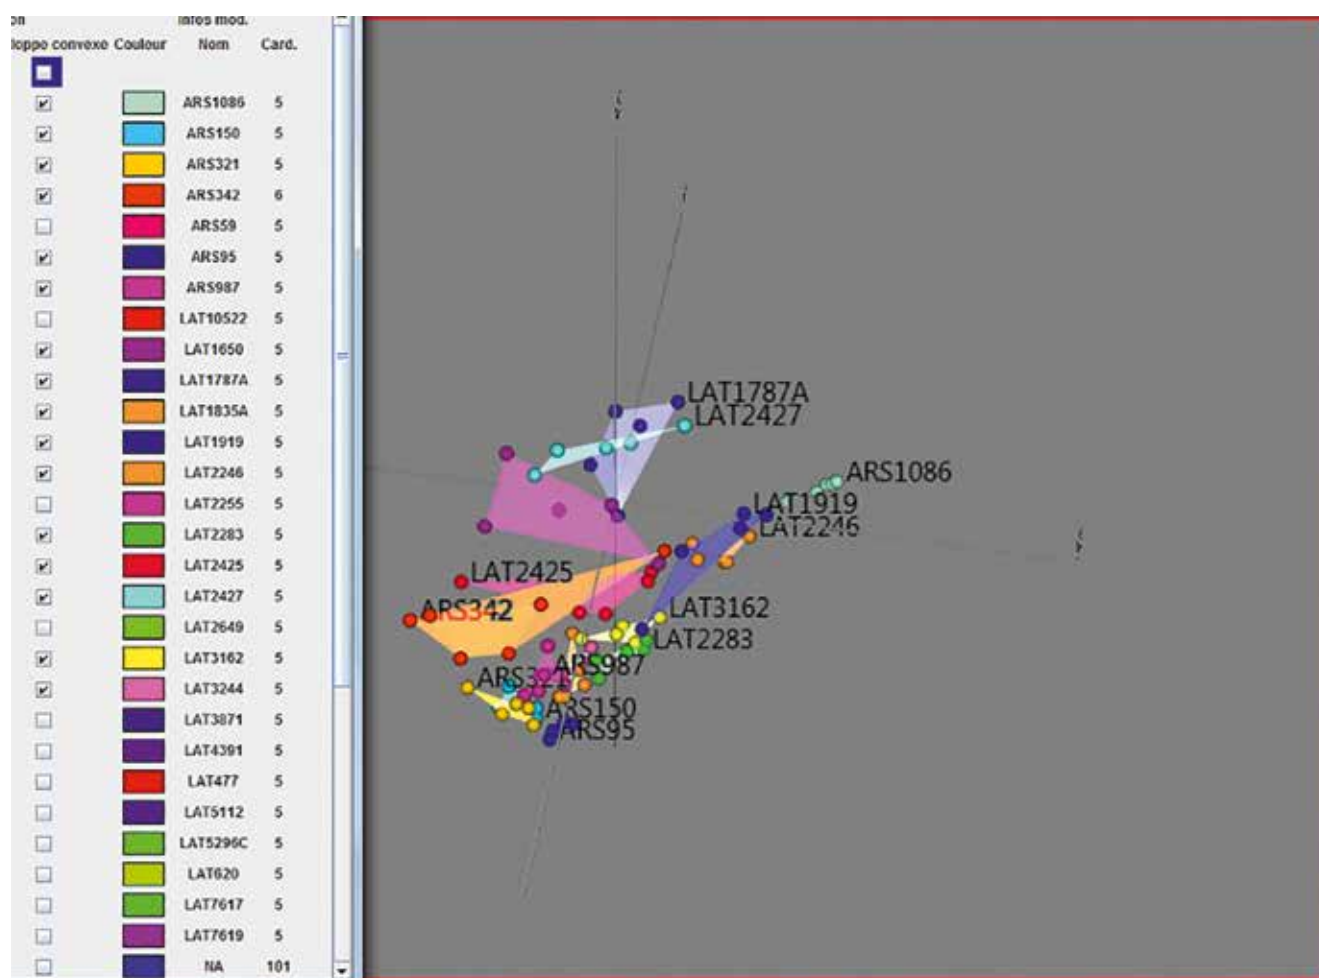 on Infos mod.
loppe convexe Couleur Nom Card.
ARS1086 5
ARS150 5
ARS321 5
ARS342 6
ARS59 5
ARS95 5
ARS987 5
LAT10522 5
LAT1650 5
LAT1787A 5
LAT1835A 5
LAT1919 5
LAT2246 5
LAT2255 5
LAT2283 5
LAT2425 5
LAT2427 5
LAT2649 5
LAT3162 5
LAT3244 5
LAT3871 5
LAT4391 5
LAT477 5
LAT5112 5
LAT5296C 5
LAT620 5
LAT7617 5
LAT7619 5
NA 101
LAT1787A
LAT2427
ARS1086
LAT1919
LAT2246
LAT2425
ARS342
LAT3162
LAT2283
ARS987
ARS321
ARS150
ARS95